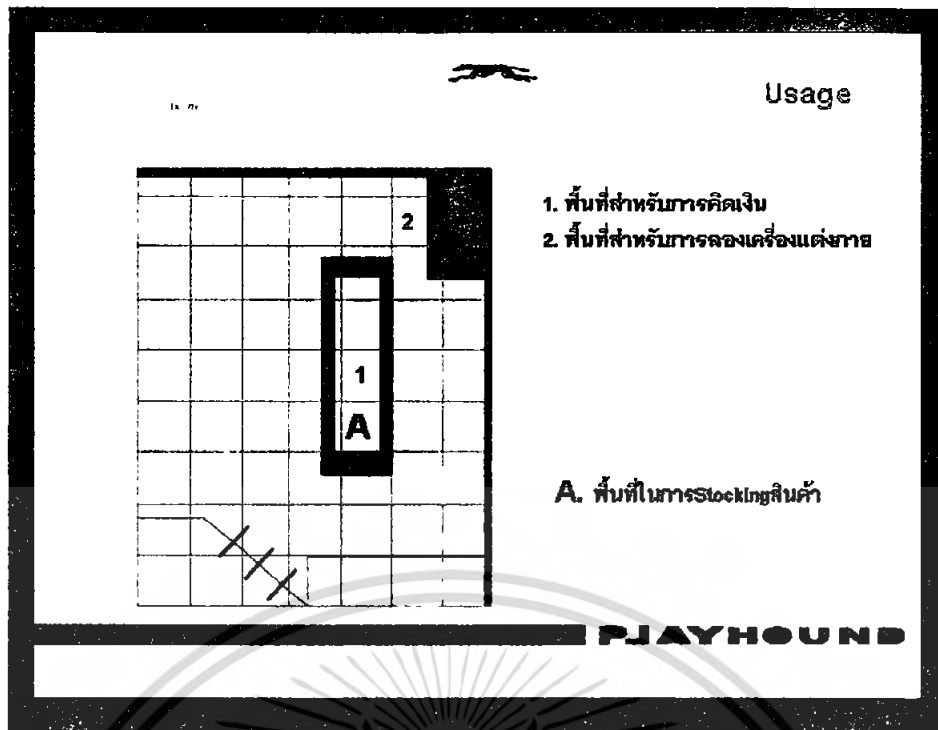 Usage
2
1
A
1. พื้นที่สำหรับการคิดเงิน
2. พื้นที่สำหรับการลองเครื่องแต่งกาย
A. พื้นที่ในการStockingสินค้า
PLAYHOUND